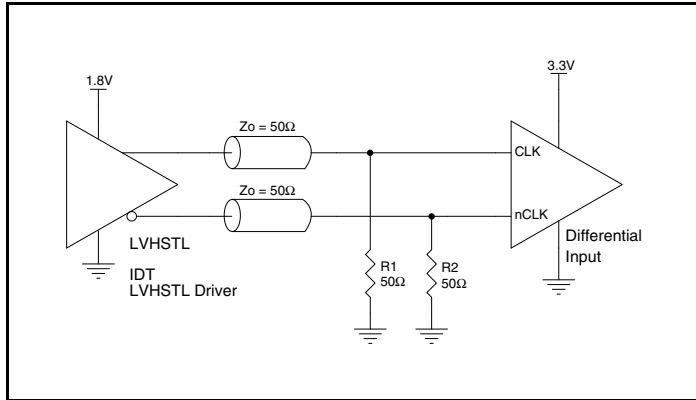 1.8V
3.3V
Zo = 50Ω
CLK
Zo = 50Ω
nCLK
LVHSTL
IDT
LVHSTL Driver
R1
50Ω
R2
50Ω
Differential
Input